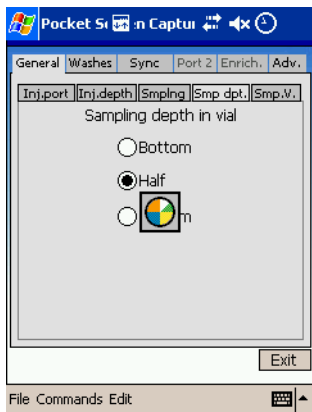 Pocket S :n Captur
General Washes Sync Port 2 Enrich. Adv.
Inj.port Inj.depth Smplng Smp dpt. Smp.V.
Sampling depth in vial
Bottom
Half
m
Exit
File Commands Edit